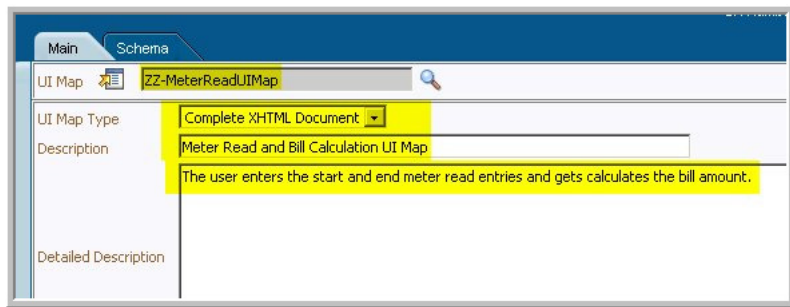 Main Schema
UI Map ZZ-MeterReadUIMap
UI Map Type Complete XHTML Document
Description Meter Read and Bill Calculation UI Map
The user enters the start and end meter read entries and gets calculates the bill amount.
Detailed Description